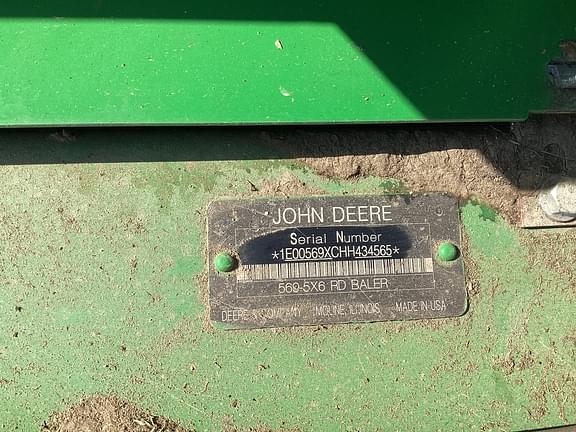 JOHN DEERE
Serial Number
*1E00569XCHH434565*
569-5X6 RD BALER
DEERE & COMPANY MOLINE, ILLINOIS MADE IN USA